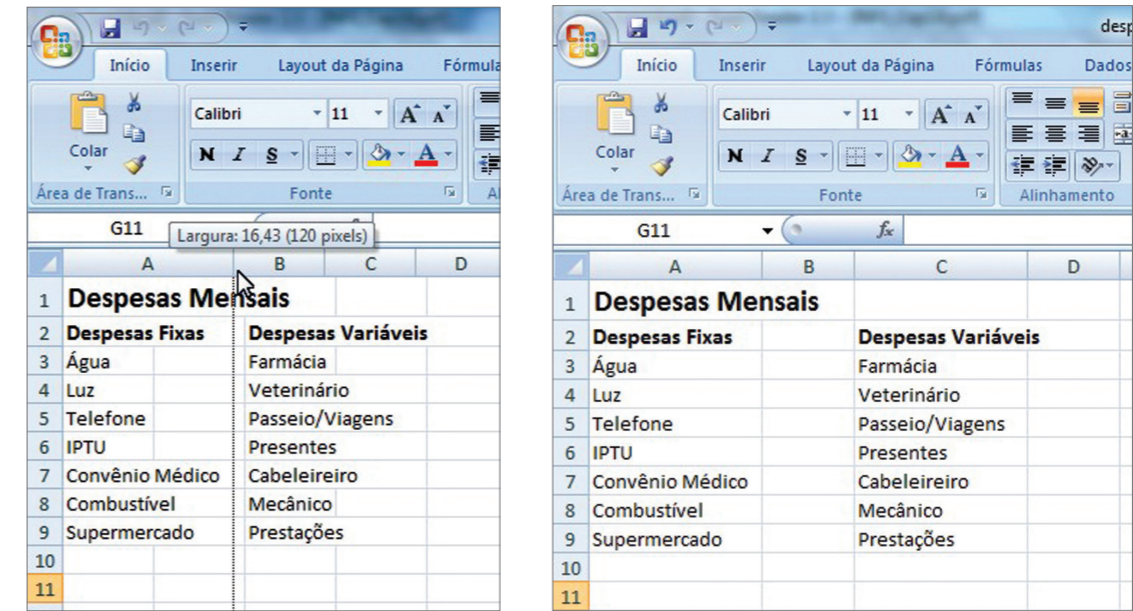 Início Inserir Layout da Página Fórmula
Calibri 11 A A
Colar N I S A
Área de Trans... Fonte Al
G11
Largura: 16,43 (120 pixels)
A B C D
1 Despesas Mensais
2 Despesas Fixas Despesas Variáveis
3 Água Farmácia
4 Luz Veterinário
5 Telefone Passeio/Viagens
6 IPTU Presentes
7 Convênio Médico Cabeleireiro
8 Combustível Mecânico
9 Supermercado Prestações
10
11
desp
Início Inserir Layout da Página Fórmulas Dados
Calibri 11 A A
Colar N I S A
Área de Trans... Fonte Alinhamento
G11 fx
A B C D
1 Despesas Mensais
2 Despesas Fixas Despesas Variáveis
3 Água Farmácia
4 Luz Veterinário
5 Telefone Passeio/Viagens
6 IPTU Presentes
7 Convênio Médico Cabeleireiro
8 Combustível Mecânico
9 Supermercado Prestações
10
11